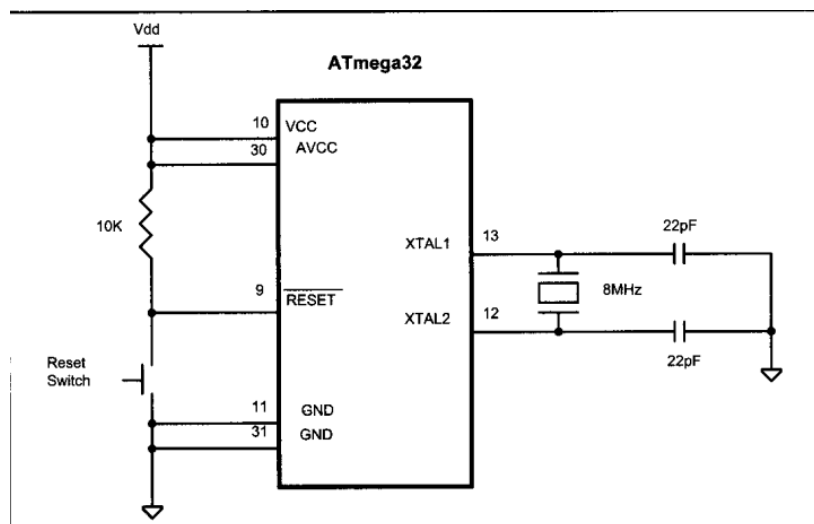 Vdd
ATmega32
10
VCC
30
AVCC
10K
XTAL1
13
22pF
9
RESET
8MHz
XTAL2
12
Reset
Switch
22pF
11
GND
31
GND